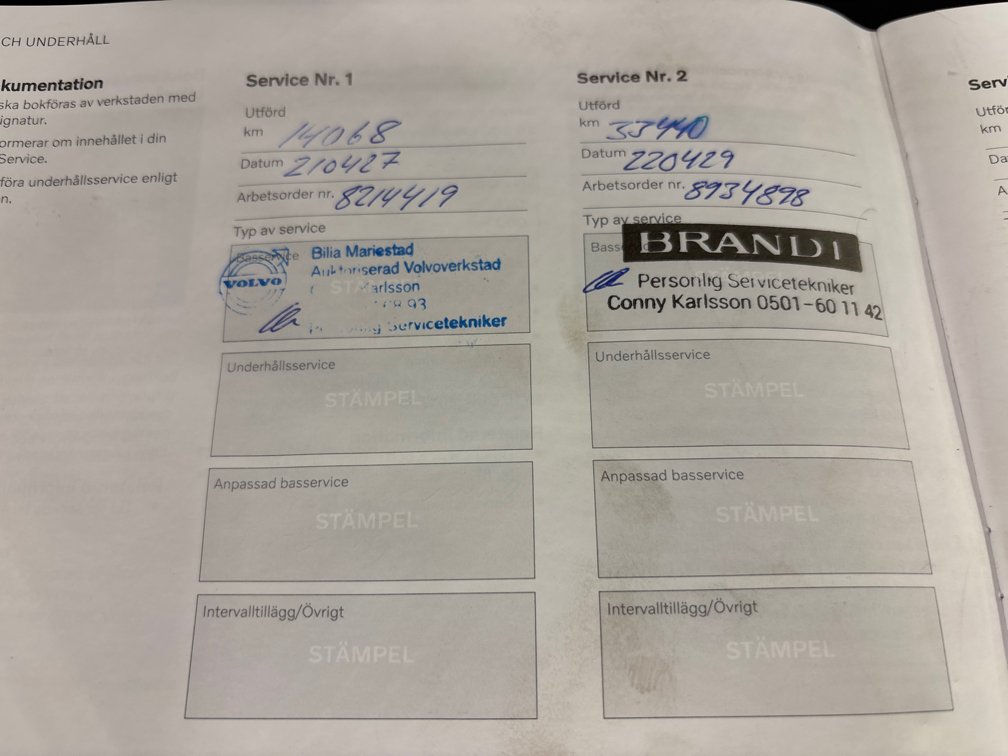 CH UNDERHÅLL
kumentation
ska bokföras av verkstaden med
ignatur.
ormerar om innehållet i din
Service.
föra underhållsservice enligt
n.
Service Nr. 1
Utförd
km 14068
Datum 210427
Arbetsorder nr. 8214419
Typ av service
Basservice
VOLVO
Bilia Mariestad
Auktoriserad Volvoverkstad
Karlsson
93
Personlig Servicetekniker
Underhållsservice
STÄMPEL
Anpassad basservice
STÄMPEL
Intervalltillägg/Övrigt
STÄMPEL
Service Nr. 2
Utförd
km 33440
Datum 220429
Arbetsorder nr. 8934898
Typ av service
Bass
BRANDT
STÄMPEL
Personlig Servicetekniker
Conny Karlsson 0501-60 11 42
Underhållsservice
STÄMPEL
Anpassad basservice
STÄMPEL
Intervalltillägg/Övrigt
STÄMPEL
Serv
Utför
km
Da
A